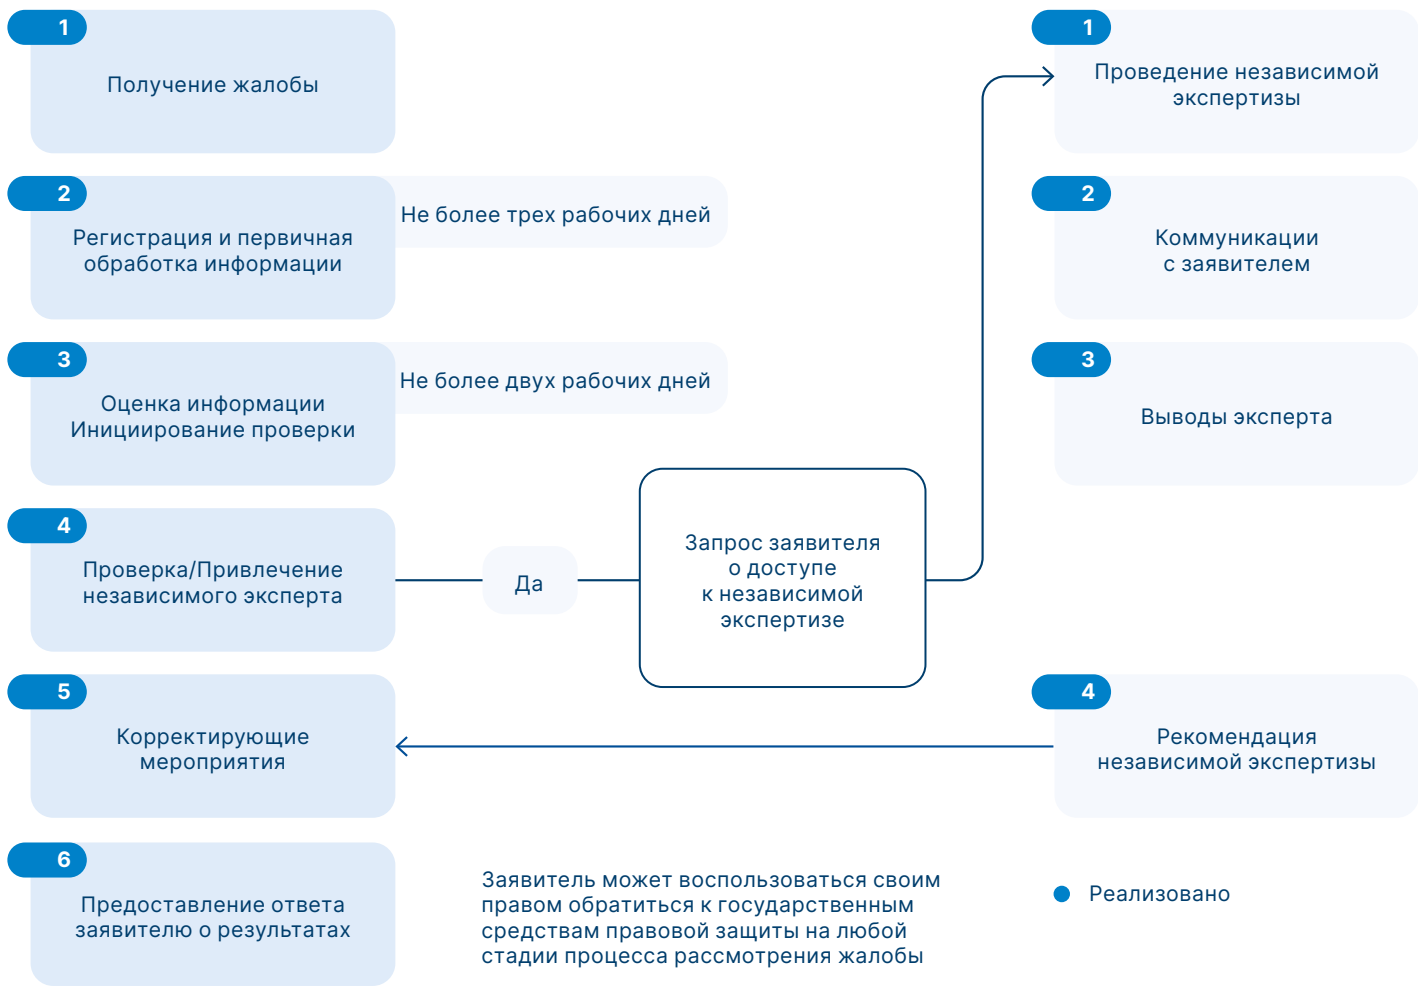 1
Получение жалобы
2
Регистрация и первичная
обработка информации
Не более трех рабочих дней
3
Оценка информации
Инициирование проверки
Не более двух рабочих дней
4
Проверка/Привлечение
независимого эксперта
Да
Запрос заявителя
о доступе
к независимой
экспертизе
5
Корректирующие
мероприятия
6
Предоставление ответа
заявителю о результатах
1
Проведение независимой
экспертизы
2
Коммуникации
с заявителем
3
Выводы эксперта
4
Рекомендация
независимой экспертизы
Заявитель может воспользоваться своим
правом обратиться к государственным
средствам правовой защиты на любой
стадии процесса рассмотрения жалобы
Реализовано